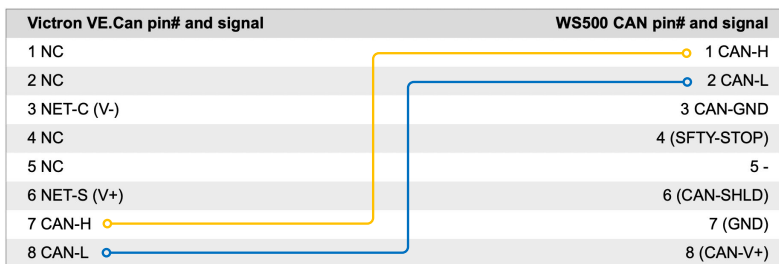 Victron VE.Can pin# and signal WS500 CAN pin# and signal
1 NC 1 CAN-H
2 NC 2 CAN-L
3 NET-C (V-) 3 CAN-GND
4 NC 4 (SFTY-STOP)
5 NC 5 -
6 NET-S (V+) 6 (CAN-SHLD)
7 CAN-H 7 (GND)
8 CAN-L 8 (CAN-V+)